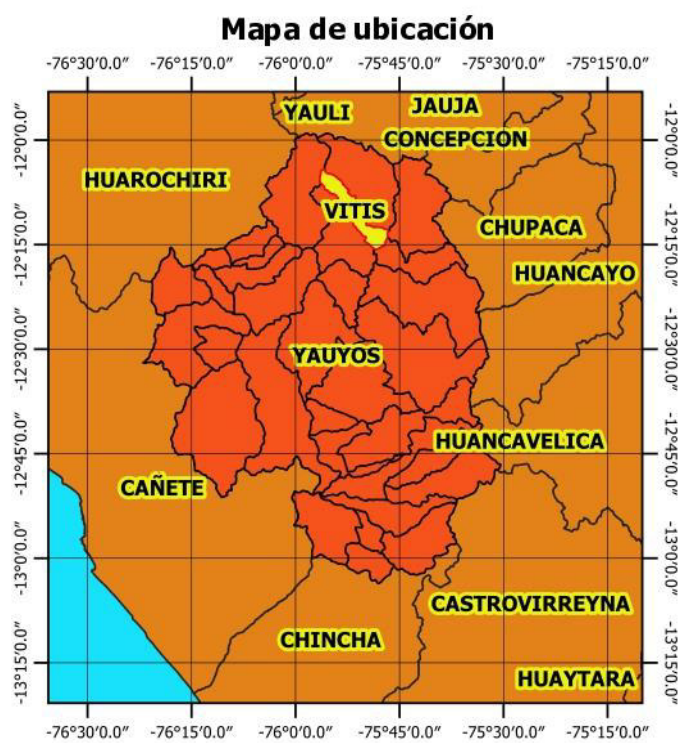 Mapa de ubicación
-76°30′0.0″ -76°15′0.0″ -76°0′0.0″ -75°45′0.0″ -75°30′0.0″ -75°15′0.0″
YAULI
JAUJA
-12°0′0.0″ CONCEPCION -12°0′0.0″
HUAROCHIRI
VITIS
CHUPACA
-12°15′0.0″ -12°15′0.0″
HUANCAYO
-12°30′0.0″ YAUYOS -12°30′0.0″
HUANCAVELICA
-12°45′0.0″ -12°45′0.0″
CAÑETE
-13°0′0.0″ -13°0′0.0″
CASTROVIRREYNA
CHINCHA
-13°15′0.0″ -13°15′0.0″
HUAYTARA
-76°30′0.0″ -76°15′0.0″ -76°0′0.0″ -75°45′0.0″ -75°30′0.0″ -75°15′0.0″